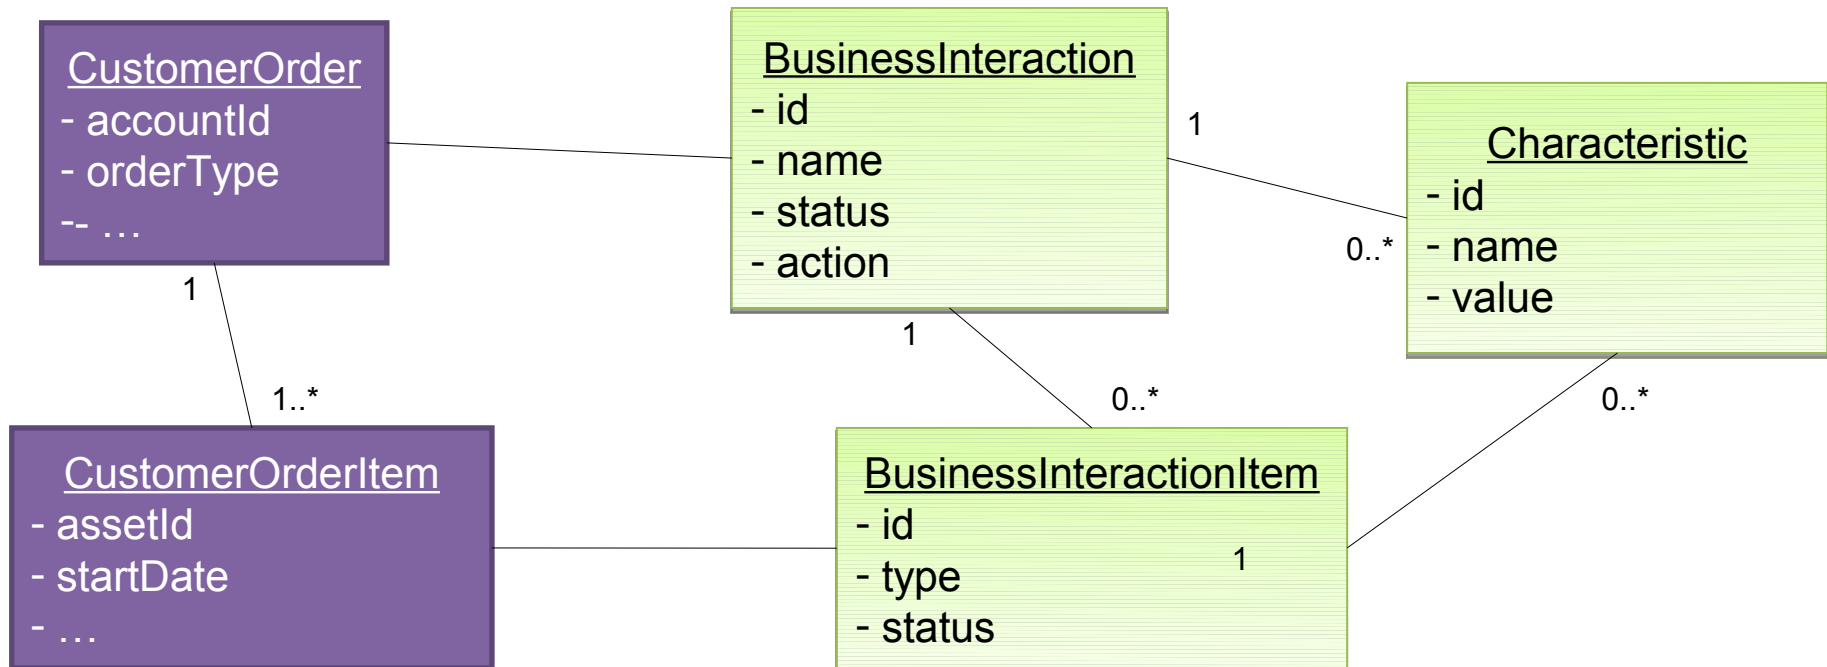 CustomerOrder
- accountId
- orderType
-- …
BusinessInteraction
- id
- name
- status
- action
Characteristic
- id
- name
- value
1
0..*
1
1..*
1
0..*
0..*
CustomerOrderItem
- assetId
- startDate
- …
BusinessInteractionItem
- id
- type
- status
1